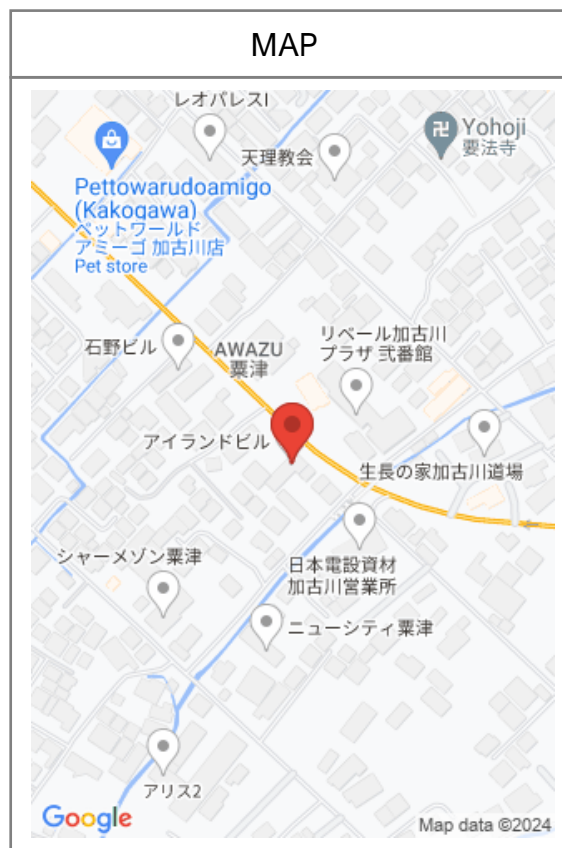 MAP
レオパレスI
天理教会
Yohoji
要法寺
Pettowarudoamigo
(Kakogawa)
ペットワールド
アミーゴ 加古川店
Pet store
石野ビル
AWAZU
粟津
リベール加古川
プラザ 弐番館
アイランドビル
生長の家加古川道場
シャーメゾン粟津
日本電設資材
加古川営業所
ニューシティ粟津
アリス2
Google
Map data ©2024